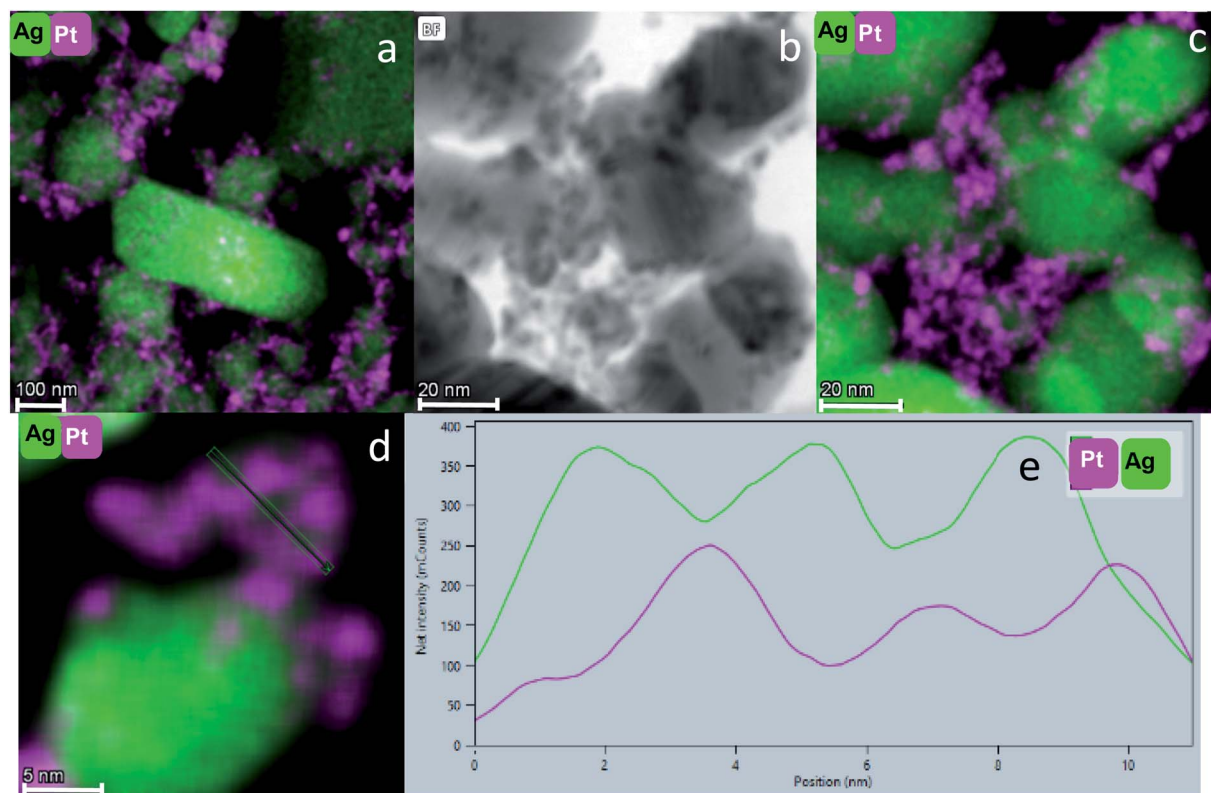 Ag Pt
a
100 nm
BF
b
20 nm
Ag Pt
c
20 nm
Ag Pt
d
5 nm
e
Pt Ag
Net intensity (mCounts)
400
350
300
250
200
150
100
50
0
0 2 4 6 8 10
Position (nm)